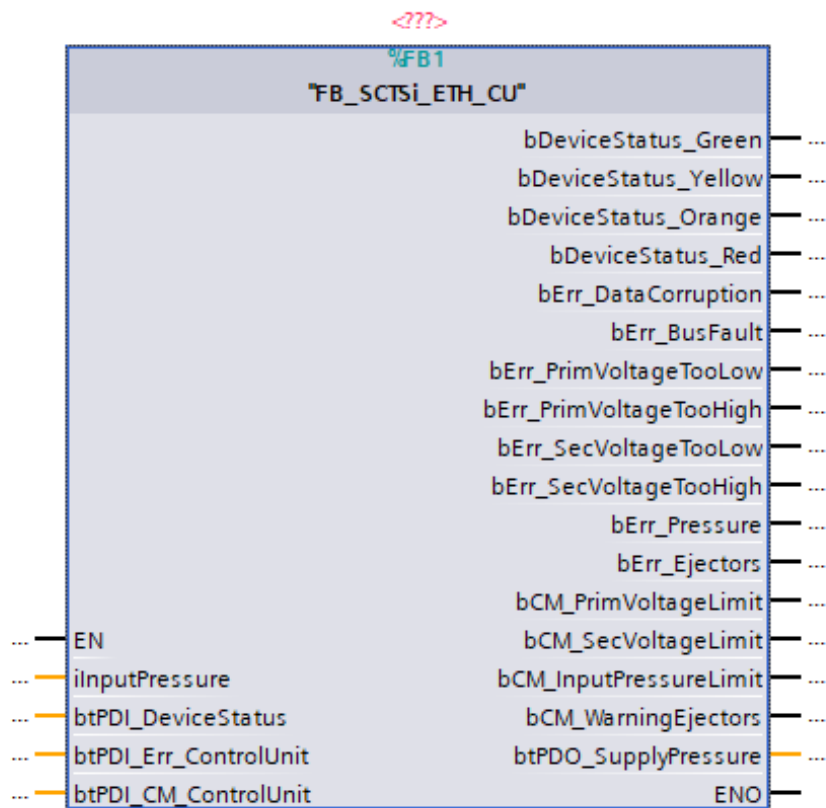 <???>
%FB1
"FB_SCTSi_ETH_CU"
bDeviceStatus_Green ...
bDeviceStatus_Yellow ...
bDeviceStatus_Orange ...
bDeviceStatus_Red ...
bErr_DataCorruption ...
bErr_BusFault ...
bErr_PrimVoltageTooLow ...
bErr_PrimVoltageTooHigh ...
bErr_SecVoltageTooLow ...
bErr_SecVoltageTooHigh ...
bErr_Pressure ...
bErr_Ejectors ...
bCM_PrimVoltageLimit ...
... EN bCM_SecVoltageLimit ...
... iInputPressure bCM_InputPressureLimit ...
... btPDI_DeviceStatus bCM_WarningEjectors ...
... btPDI_Err_ControlUnit btPDO_SupplyPressure ...
... btPDI_CM_ControlUnit ENO